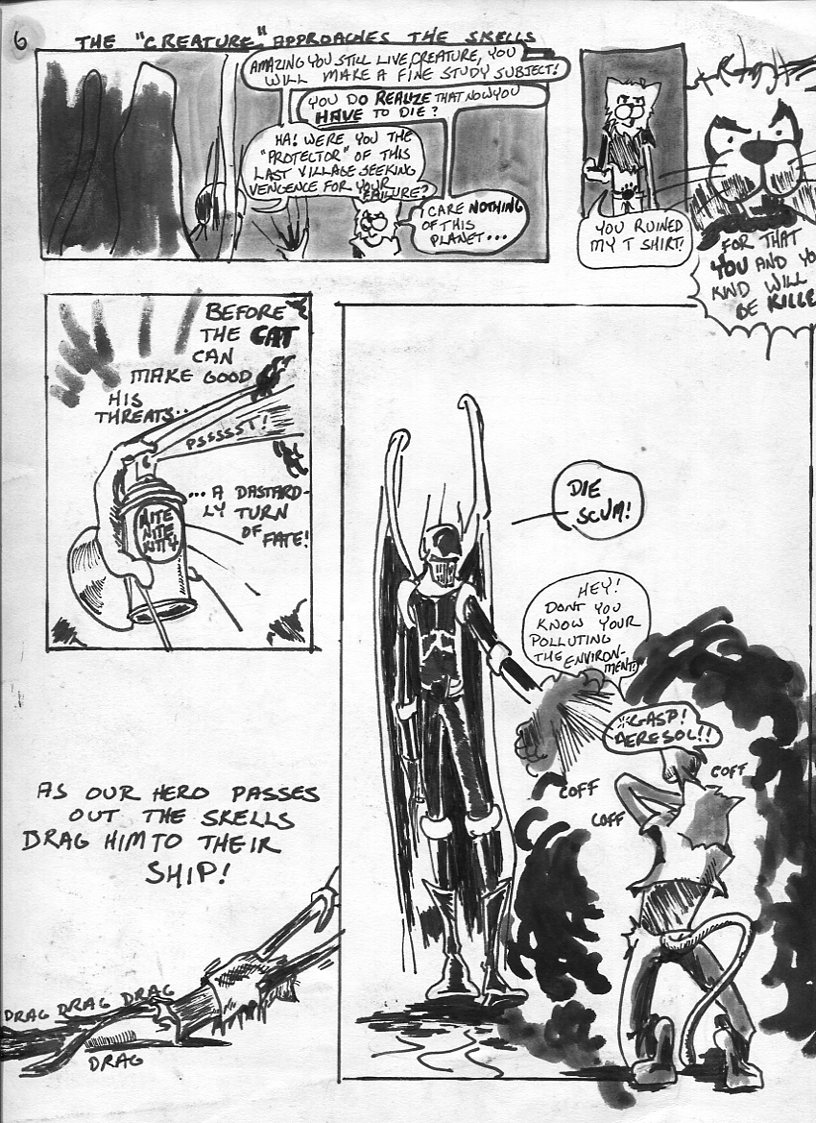 6
THE "CREATURE" APPROACHES THE SKELLS
AMAZING YOU STILL LIVE, CREATURE, YOU
WILL MAKE A FINE STUDY SUBJECT!
YOU DO REALIZE THAT NOW YOU
HAVE TO DIE?
HA! WERE YOU THE
"PROTECTOR" OF THIS
LAST VILLAGE SEEKING
VENGENCE FOR YOUR
FAILURE?
I CARE NOTHING
OF THIS
PLANET...
YOU RUINED
MY T SHIRT!
FOR THAT
YOU AND YO
KIND WILL
BE KILLE
BEFORE
THE CAT
CAN
MAKE GOOD
HIS
THREATS..
PSSSSST!
NITE
NITE
KITTY
...A DASTARD-
LY TURN
OF FATE!
DIE
SCUM!
HEY!
DONT YOU
KNOW YOUR
POLLUTING
THE ENVIRON-
MENT!
*GASP!
AERESOL!!
COFF
COFF
COFF
AS OUR HERO PASSES
OUT THE SKELLS
DRAG HIM TO THEIR
SHIP!
DRAG DRAG DRAG
DRAG